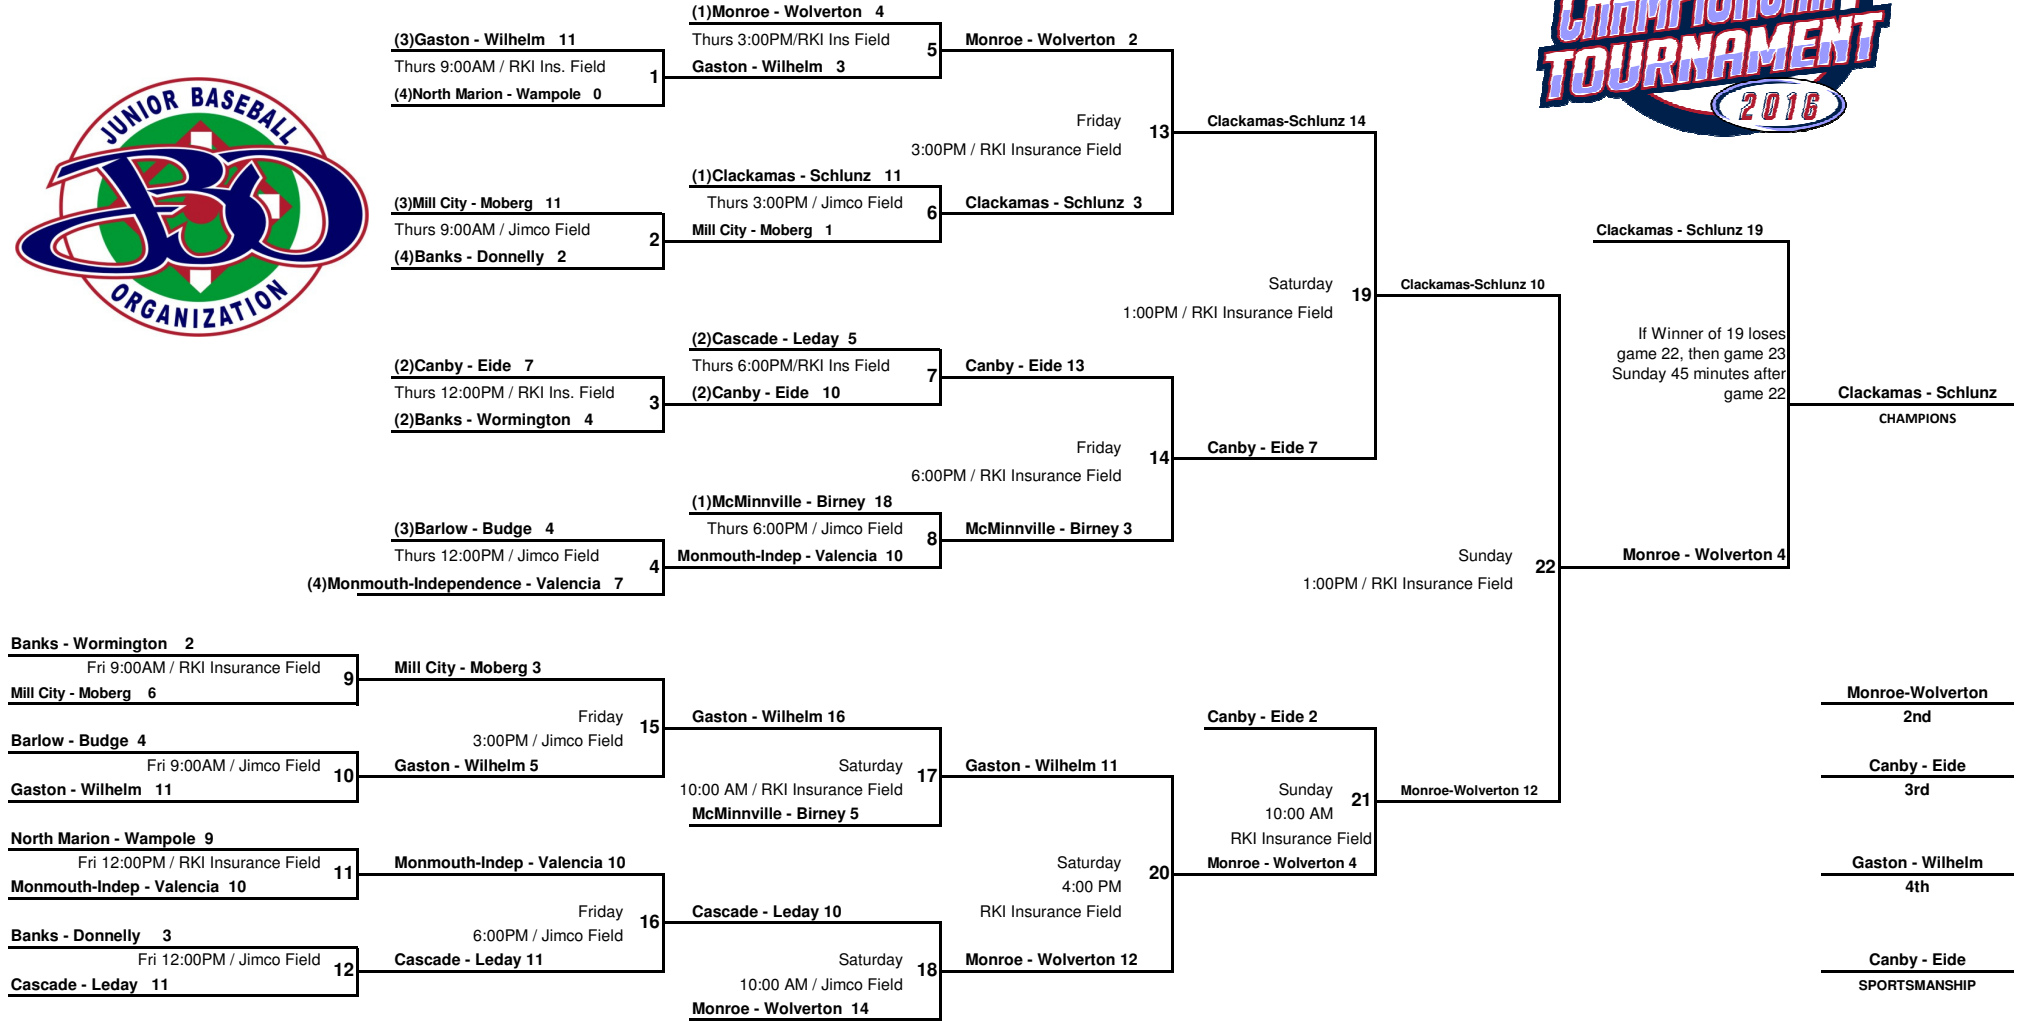 CHAMPIONSHIP
TOURNAMENT
2016
JUNIOR BASEBALL
JBO
ORGANIZATION
(1)Monroe - Wolverton 4
Thurs 3:00PM/RKI Ins Field
5
Gaston - Wilhelm 3
(3)Gaston - Wilhelm 11
Thurs 9:00AM / RKI Ins. Field
1
(4)North Marion - Wampole 0
Monroe - Wolverton 2
Friday
13
3:00PM / RKI Insurance Field
Clackamas-Schlunz 14
(1)Clackamas - Schlunz 11
Thurs 3:00PM / Jimco Field
6
Mill City - Moberg 1
Clackamas - Schlunz 3
(3)Mill City - Moberg 11
Thurs 9:00AM / Jimco Field
2
(4)Banks - Donnelly 2
Clackamas - Schlunz 19
Saturday
19
1:00PM / RKI Insurance Field
Clackamas-Schlunz 10
If Winner of 19 loses
game 22, then game 23
Sunday 45 minutes after
game 22
Clackamas - Schlunz
CHAMPIONS
(2)Cascade - Leday 5
Thurs 6:00PM/RKI Ins Field
7
(2)Canby - Eide 10
(2)Canby - Eide 7
Thurs 12:00PM / RKI Ins. Field
3
(2)Banks - Wormington 4
Canby - Eide 13
Friday
14
6:00PM / RKI Insurance Field
Canby - Eide 7
(1)McMinnville - Birney 18
Thurs 6:00PM / Jimco Field
8
Monmouth-Indep - Valencia 10
McMinnville - Birney 3
(3)Barlow - Budge 4
Thurs 12:00PM / Jimco Field
4
(4)Monmouth-Independence - Valencia 7
Sunday
22
1:00PM / RKI Insurance Field
Monroe - Wolverton 4
Banks - Wormington 2
Fri 9:00AM / RKI Insurance Field
9
Mill City - Moberg 6
Mill City - Moberg 3
Friday
15
3:00PM / Jimco Field
Gaston - Wilhelm 5
Barlow - Budge 4
Fri 9:00AM / Jimco Field
10
Gaston - Wilhelm 11
Gaston - Wilhelm 16
Saturday
17
10:00 AM / RKI Insurance Field
McMinnville - Birney 5
Gaston - Wilhelm 11
Canby - Eide 2
Sunday
21
10:00 AM
RKI Insurance Field
Monroe - Wolverton 4
Monroe-Wolverton 12
North Marion - Wampole 9
Fri 12:00PM / RKI Insurance Field
11
Monmouth-Indep - Valencia 10
Monmouth-Indep - Valencia 10
Friday
16
6:00PM / Jimco Field
Cascade - Leday 11
Banks - Donnelly 3
Fri 12:00PM / Jimco Field
12
Cascade - Leday 11
Cascade - Leday 10
Saturday
18
10:00 AM / Jimco Field
Monroe - Wolverton 14
Saturday
20
4:00 PM
RKI Insurance Field
Monroe - Wolverton 12
Monroe-Wolverton
2nd
Canby - Eide
3rd
Gaston - Wilhelm
4th
Canby - Eide
SPORTSMANSHIP